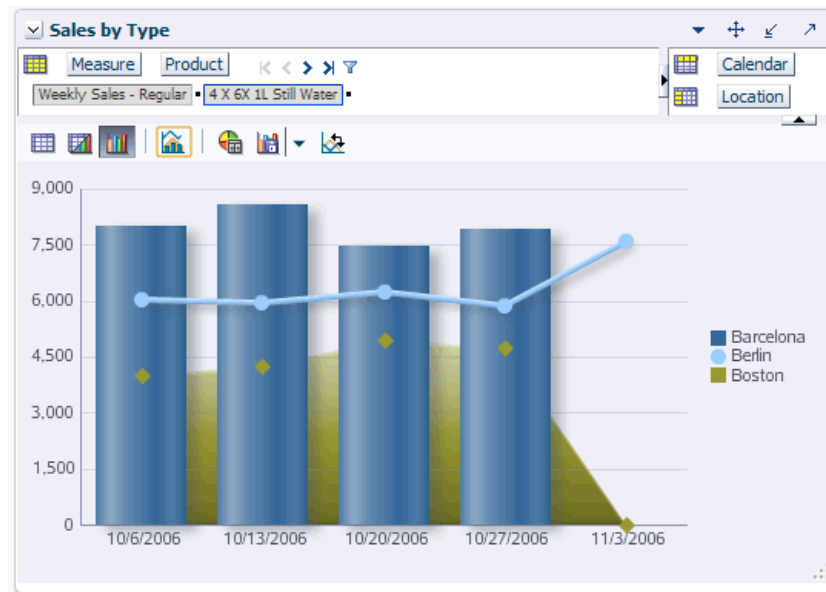 Sales by Type
Measure Product
Calendar
Weekly Sales - Regular 4 X 6X 1L Still Water
Location
9,000
7,500
6,000
4,500
3,000
1,500
0
Barcelona
Berlin
Boston
10/6/2006 10/13/2006 10/20/2006 10/27/2006 11/3/2006